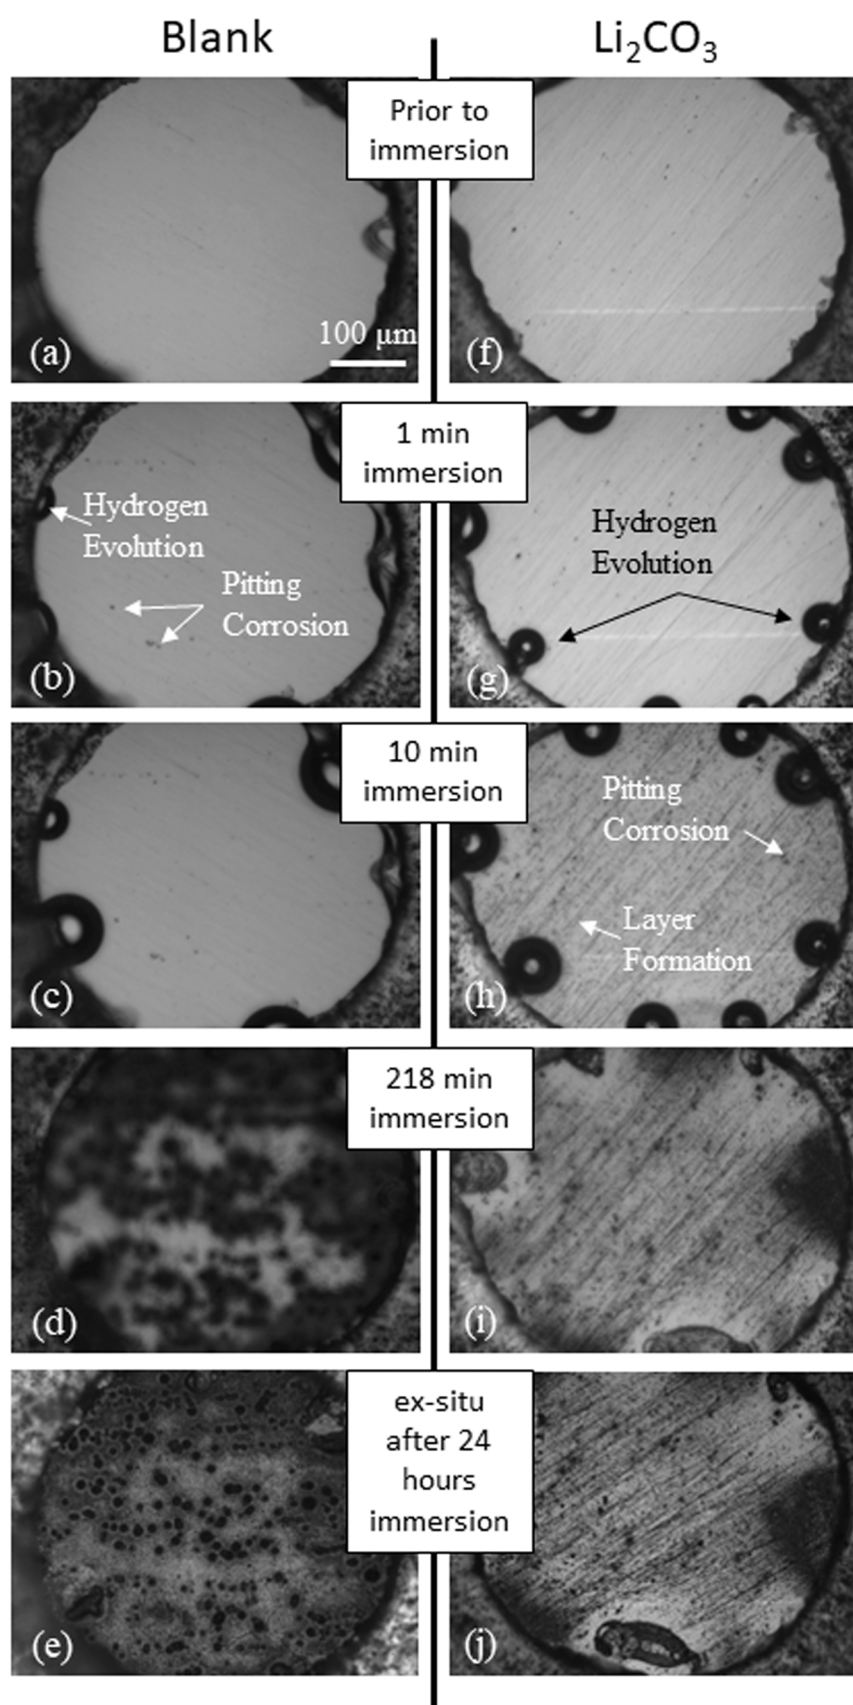 Blank
Li₂CO₃
Prior to
immersion
100 μm
(a)
(f)
1 min
immersion
Hydrogen
Evolution
Pitting
Corrosion
(b)
Hydrogen
Evolution
(g)
10 min
immersion
(c)
Pitting
Corrosion
Layer
Formation
(h)
218 min
immersion
(d)
(i)
ex-situ
after 24
hours
immersion
(e)
(j)